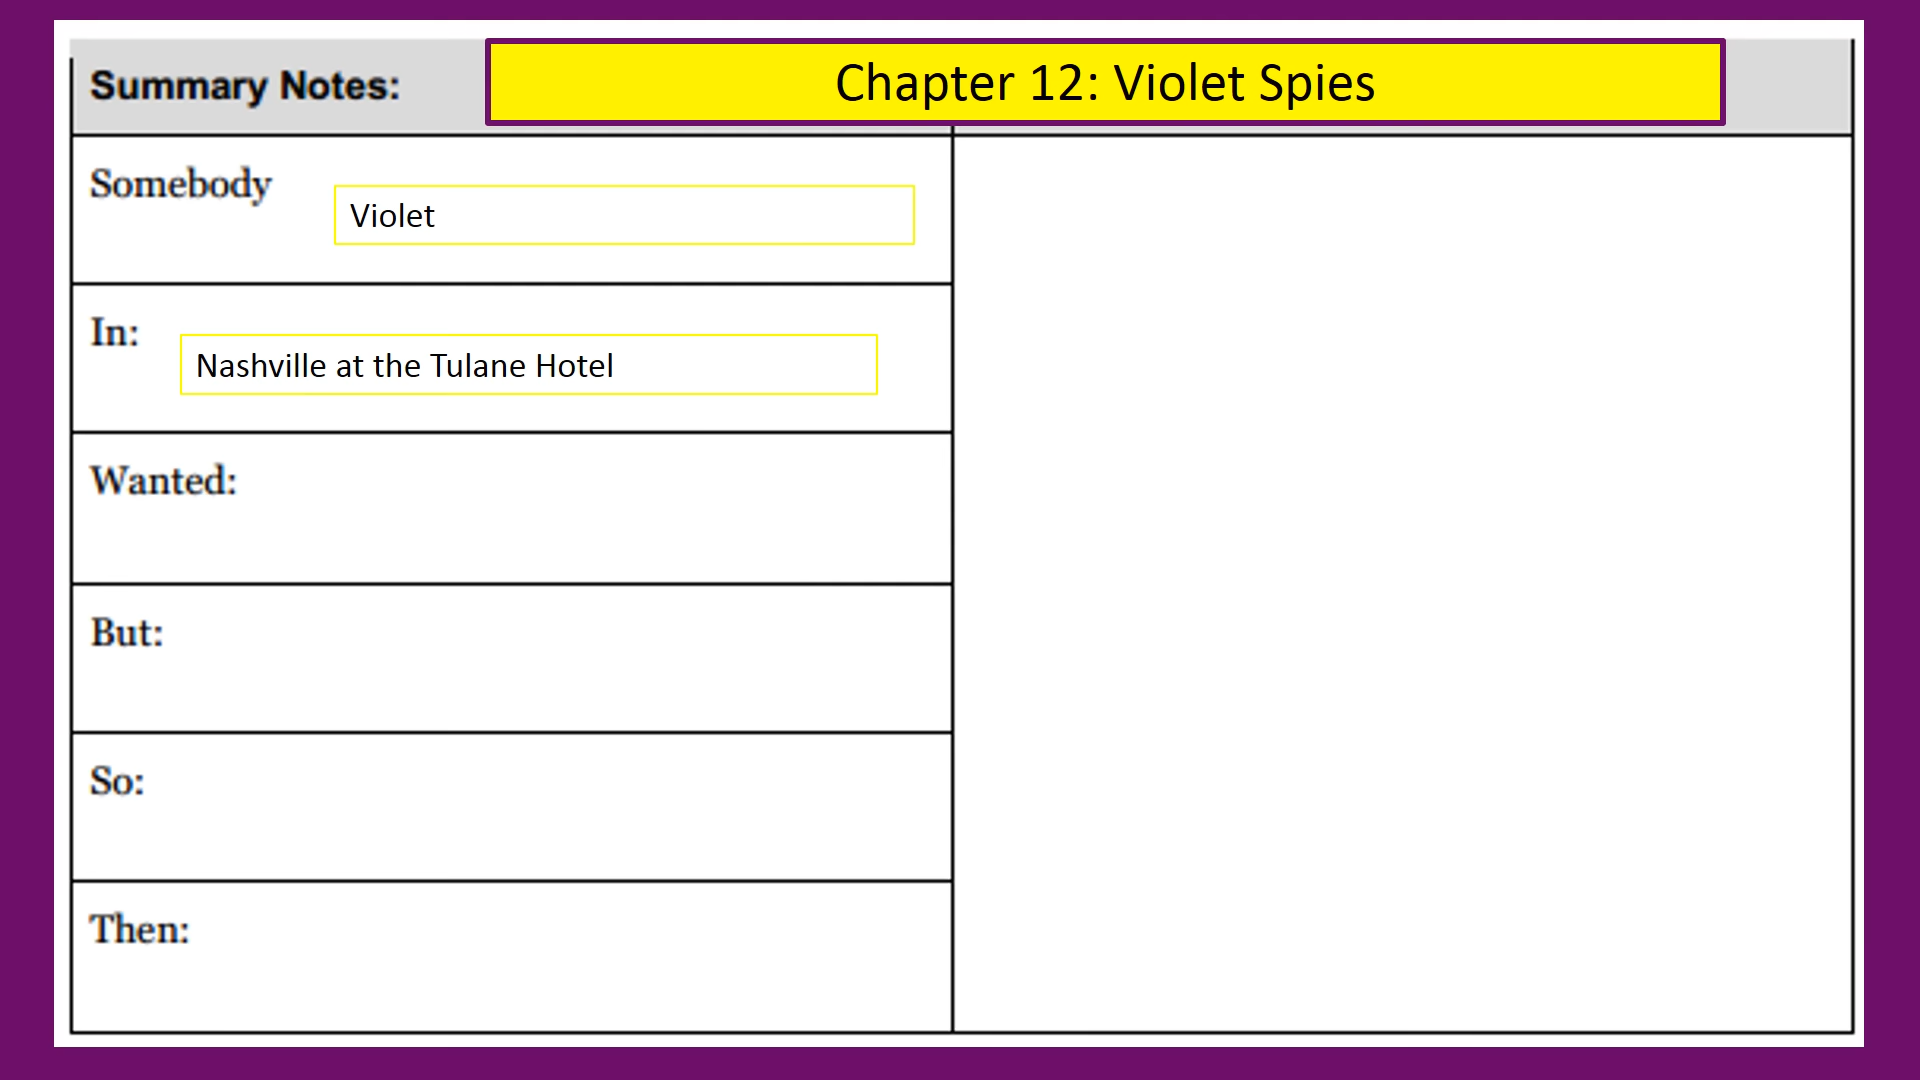 Summary Notes:
Chapter 12: Violet Spies
Somebody
Violet
In:
Nashville at the Tulane Hotel
Wanted:
But:
So:
Then: